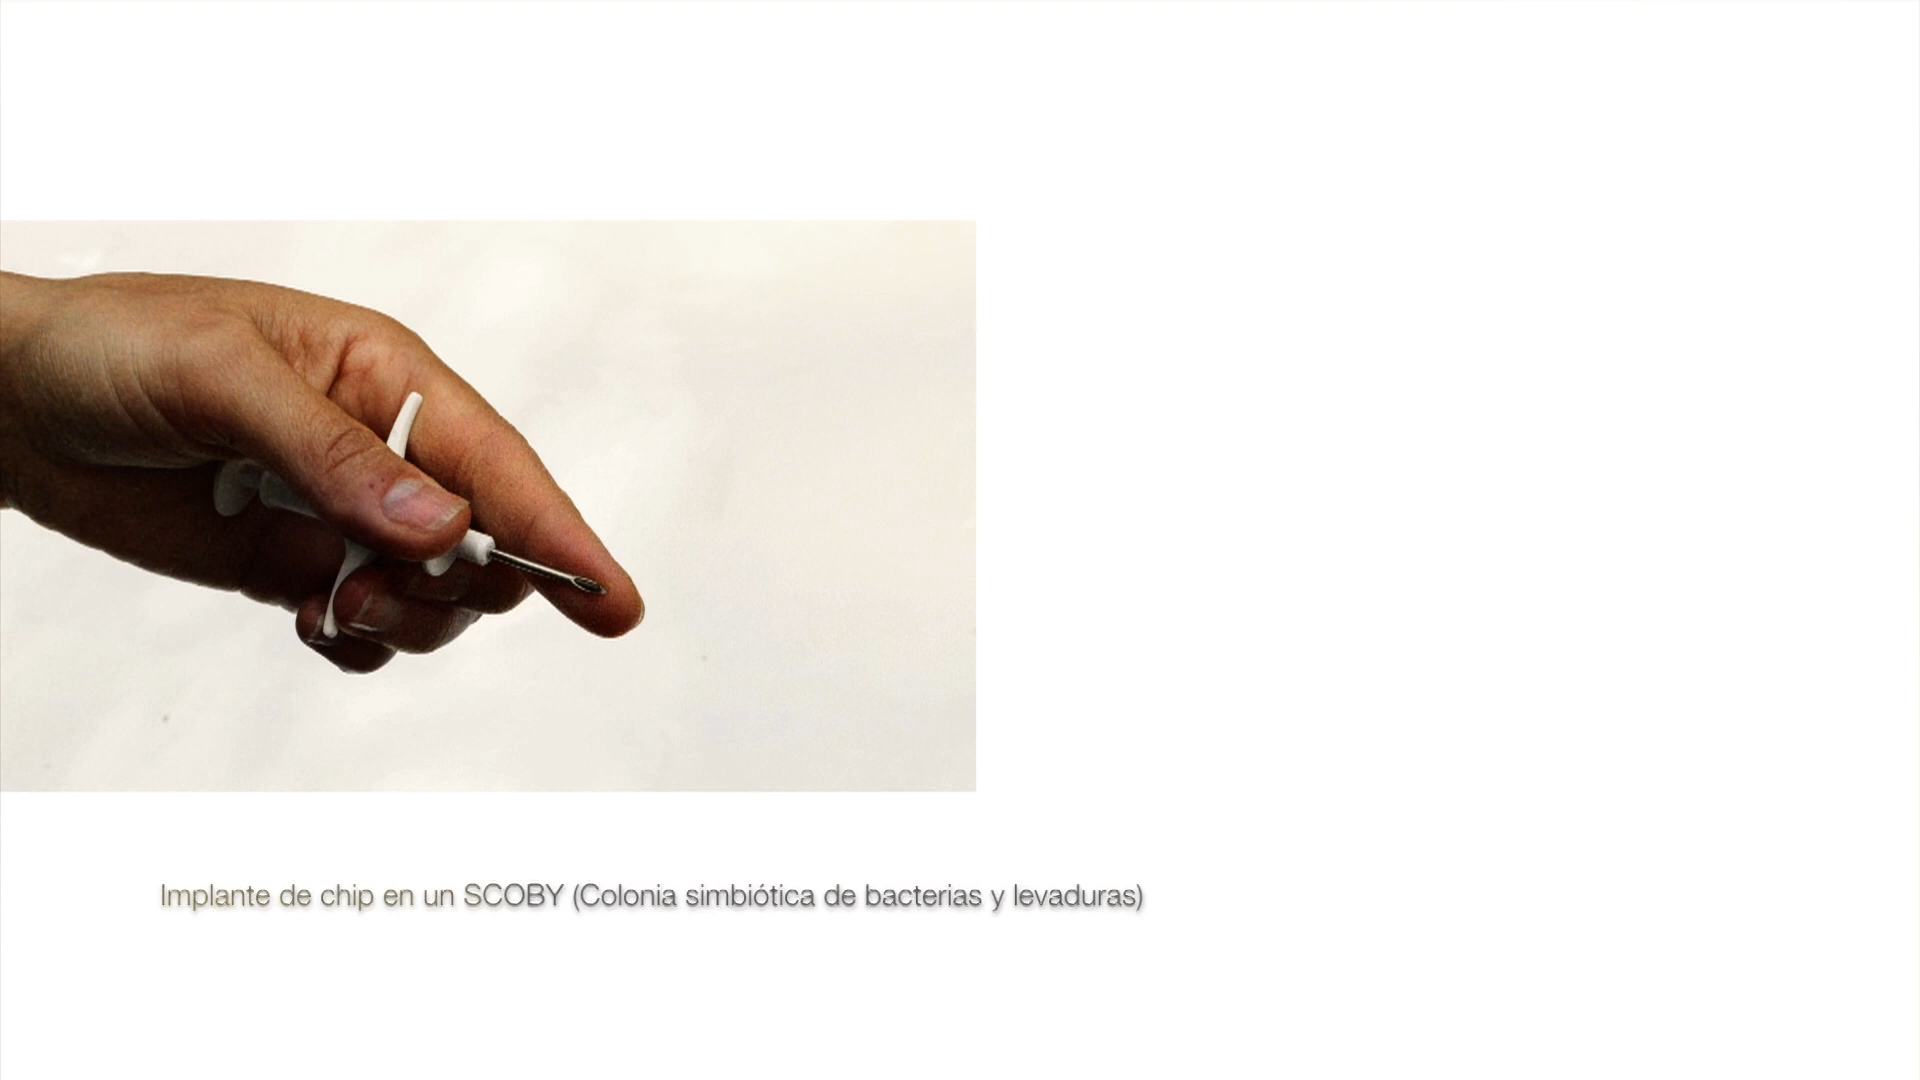 Implante de chip en un SCOBY (Colonia simbiótica de bacterias y levaduras)